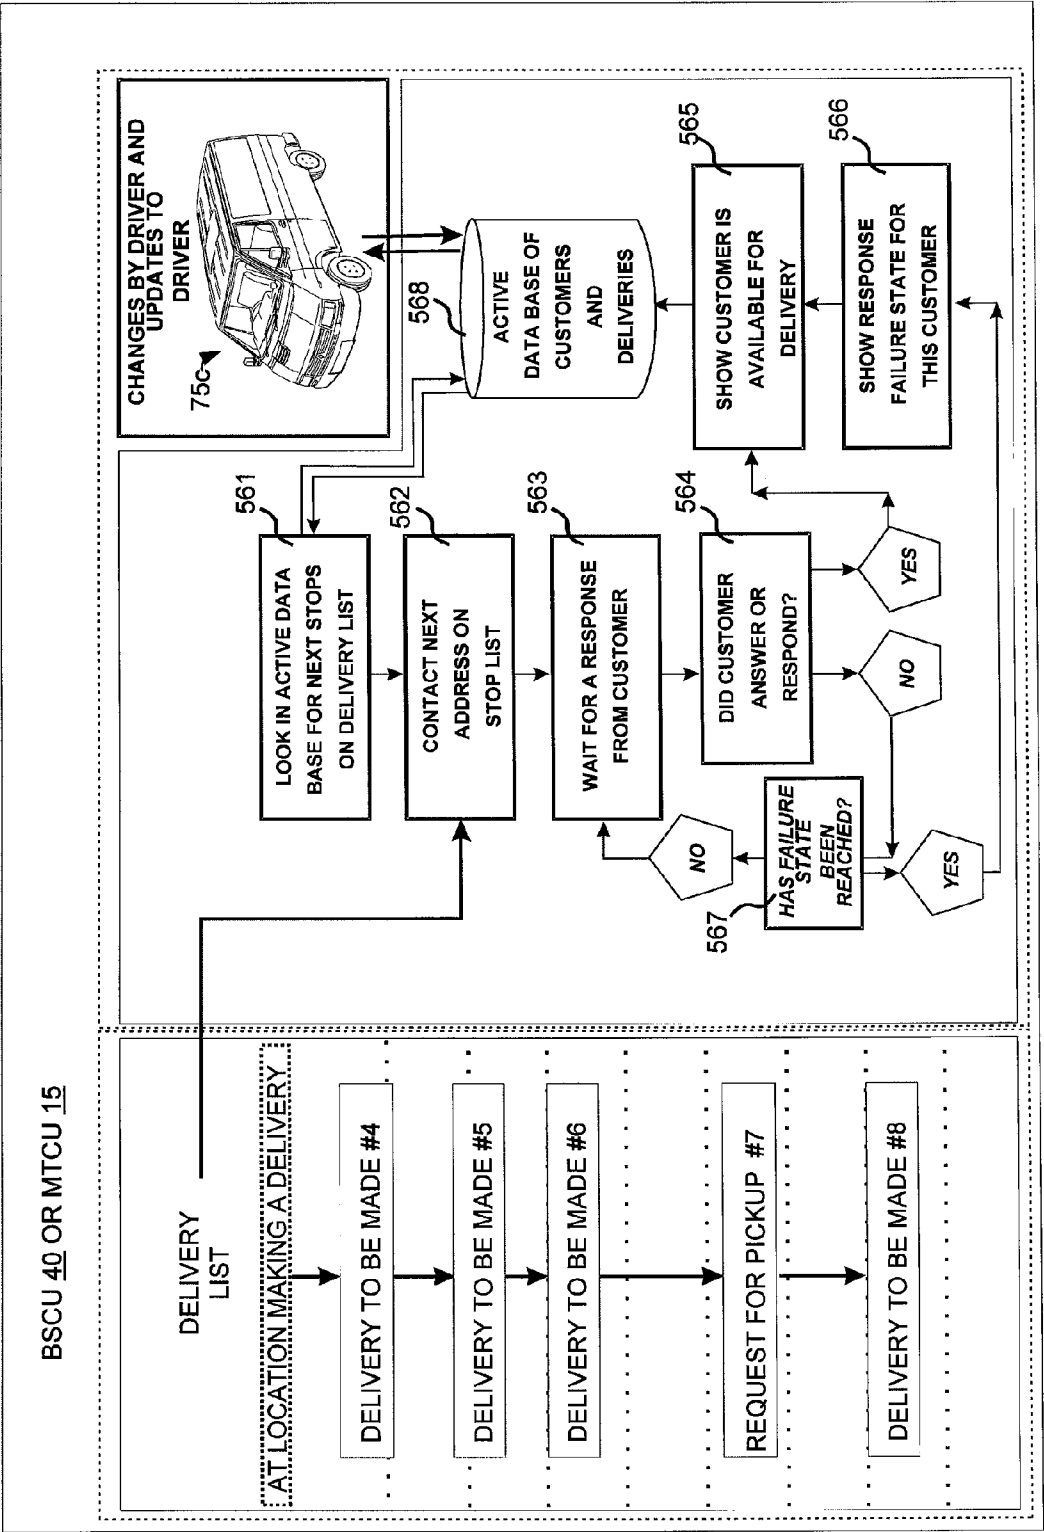 BSCU 40 OR MTCU 15
DELIVERY
LIST
AT LOCATION MAKING A DELIVERY
DELIVERY TO BE MADE #4
DELIVERY TO BE MADE #5
DELIVERY TO BE MADE #6
REQUEST FOR PICKUP #7
DELIVERY TO BE MADE #8
561
LOOK IN ACTIVE DATA
BASE FOR NEXT STOPS
ON DELIVERY LIST
562
CONTACT NEXT
ADDRESS ON
STOP LIST
563
WAIT FOR A RESPONSE
FROM CUSTOMER
564
DID CUSTOMER
ANSWER OR
RESPOND?
NO
YES
567
HAS FAILURE
STATE
BEEN
REACHED?
NO
YES
CHANGES BY DRIVER AND
UPDATES TO
DRIVER
75C
568
ACTIVE
DATA BASE OF
CUSTOMERS
AND
DELIVERIES
565
SHOW CUSTOMER IS
AVAILABLE FOR
DELIVERY
566
SHOW RESPONSE
FAILURE STATE FOR
THIS CUSTOMER